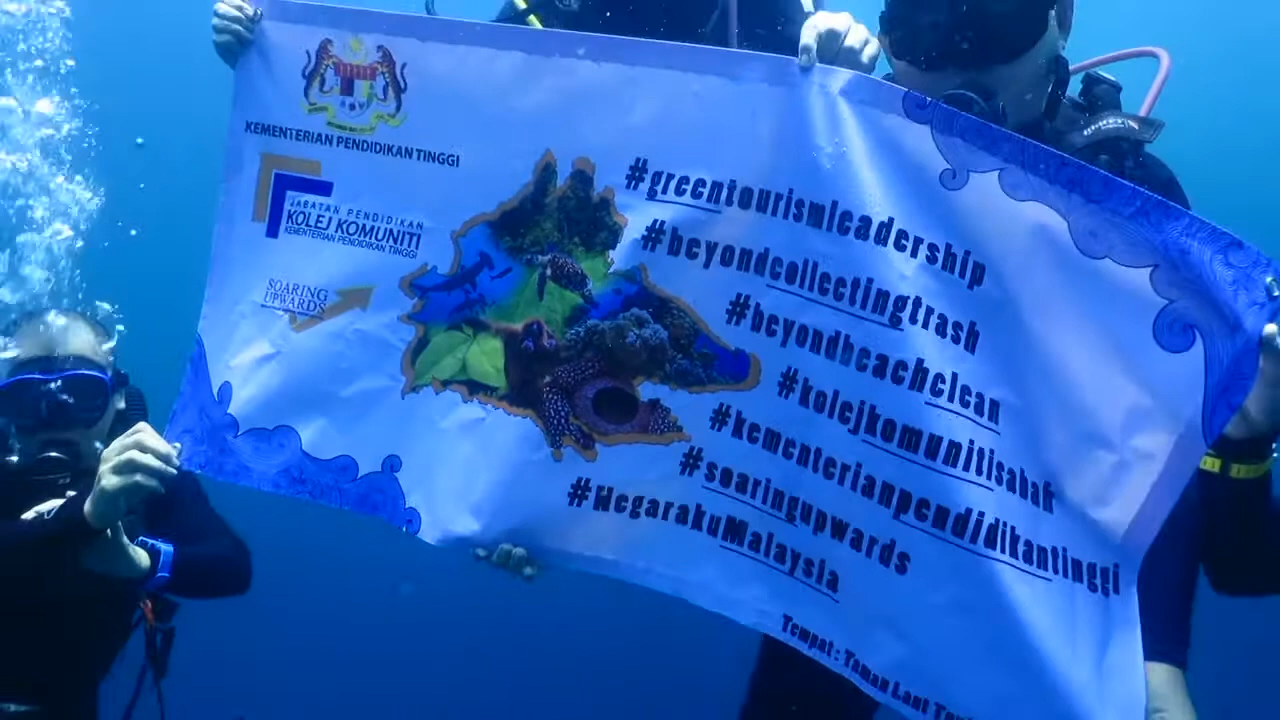 KEMENTERIAN PENDIDIKAN TINGGI
JABATAN PENDIDIKAN
KOLEJ KOMUNITI
KEMENTERIAN PENDIDIKAN TINGGI
SOARING
UPWARDS
#greentourismleadership
#beyondcollectingtrash
#beyondbeachclean
#kolejkomunitisabah
#kementerianpendidikantinggi
#soaringupwards
#NegarakuMalaysia
Tempat : Taman Laut